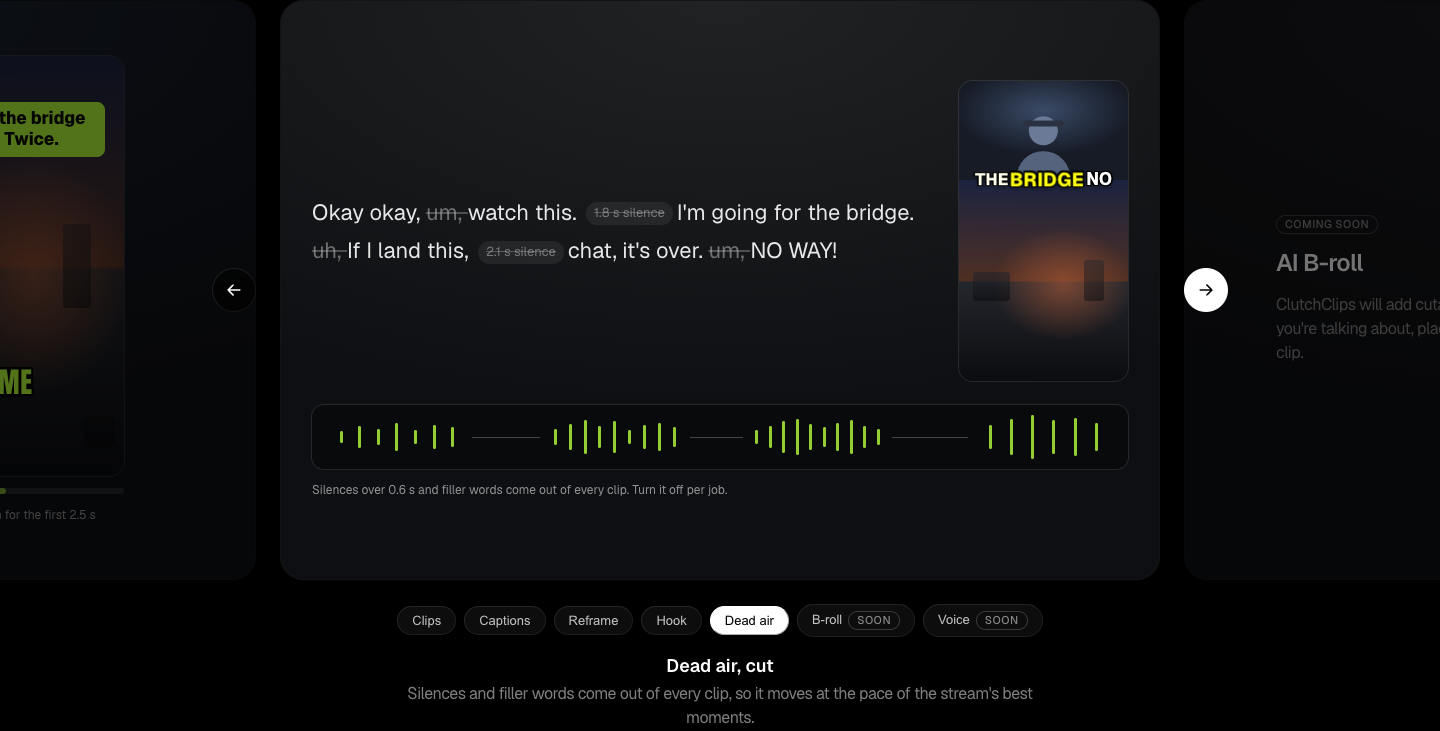 the bridge
Twice.
ME
for the first 2.5 s
Okay okay, um, watch this. 1.8 s silence I'm going for the bridge.
uh, If I land this, 2.1 s silence chat, it's over. um, NO WAY!
THE BRIDGE NO
Silences over 0.6 s and filler words come out of every clip. Turn it off per job.
COMING SOON
AI B-roll
ClutchClips will add
you're talking about,
clip.
Clips
Captions
Reframe
Hook
Dead air
B-roll SOON
Voice SOON
Dead air, cut
Silences and filler words come out of every clip, so it moves at the pace of the stream's best
moments.